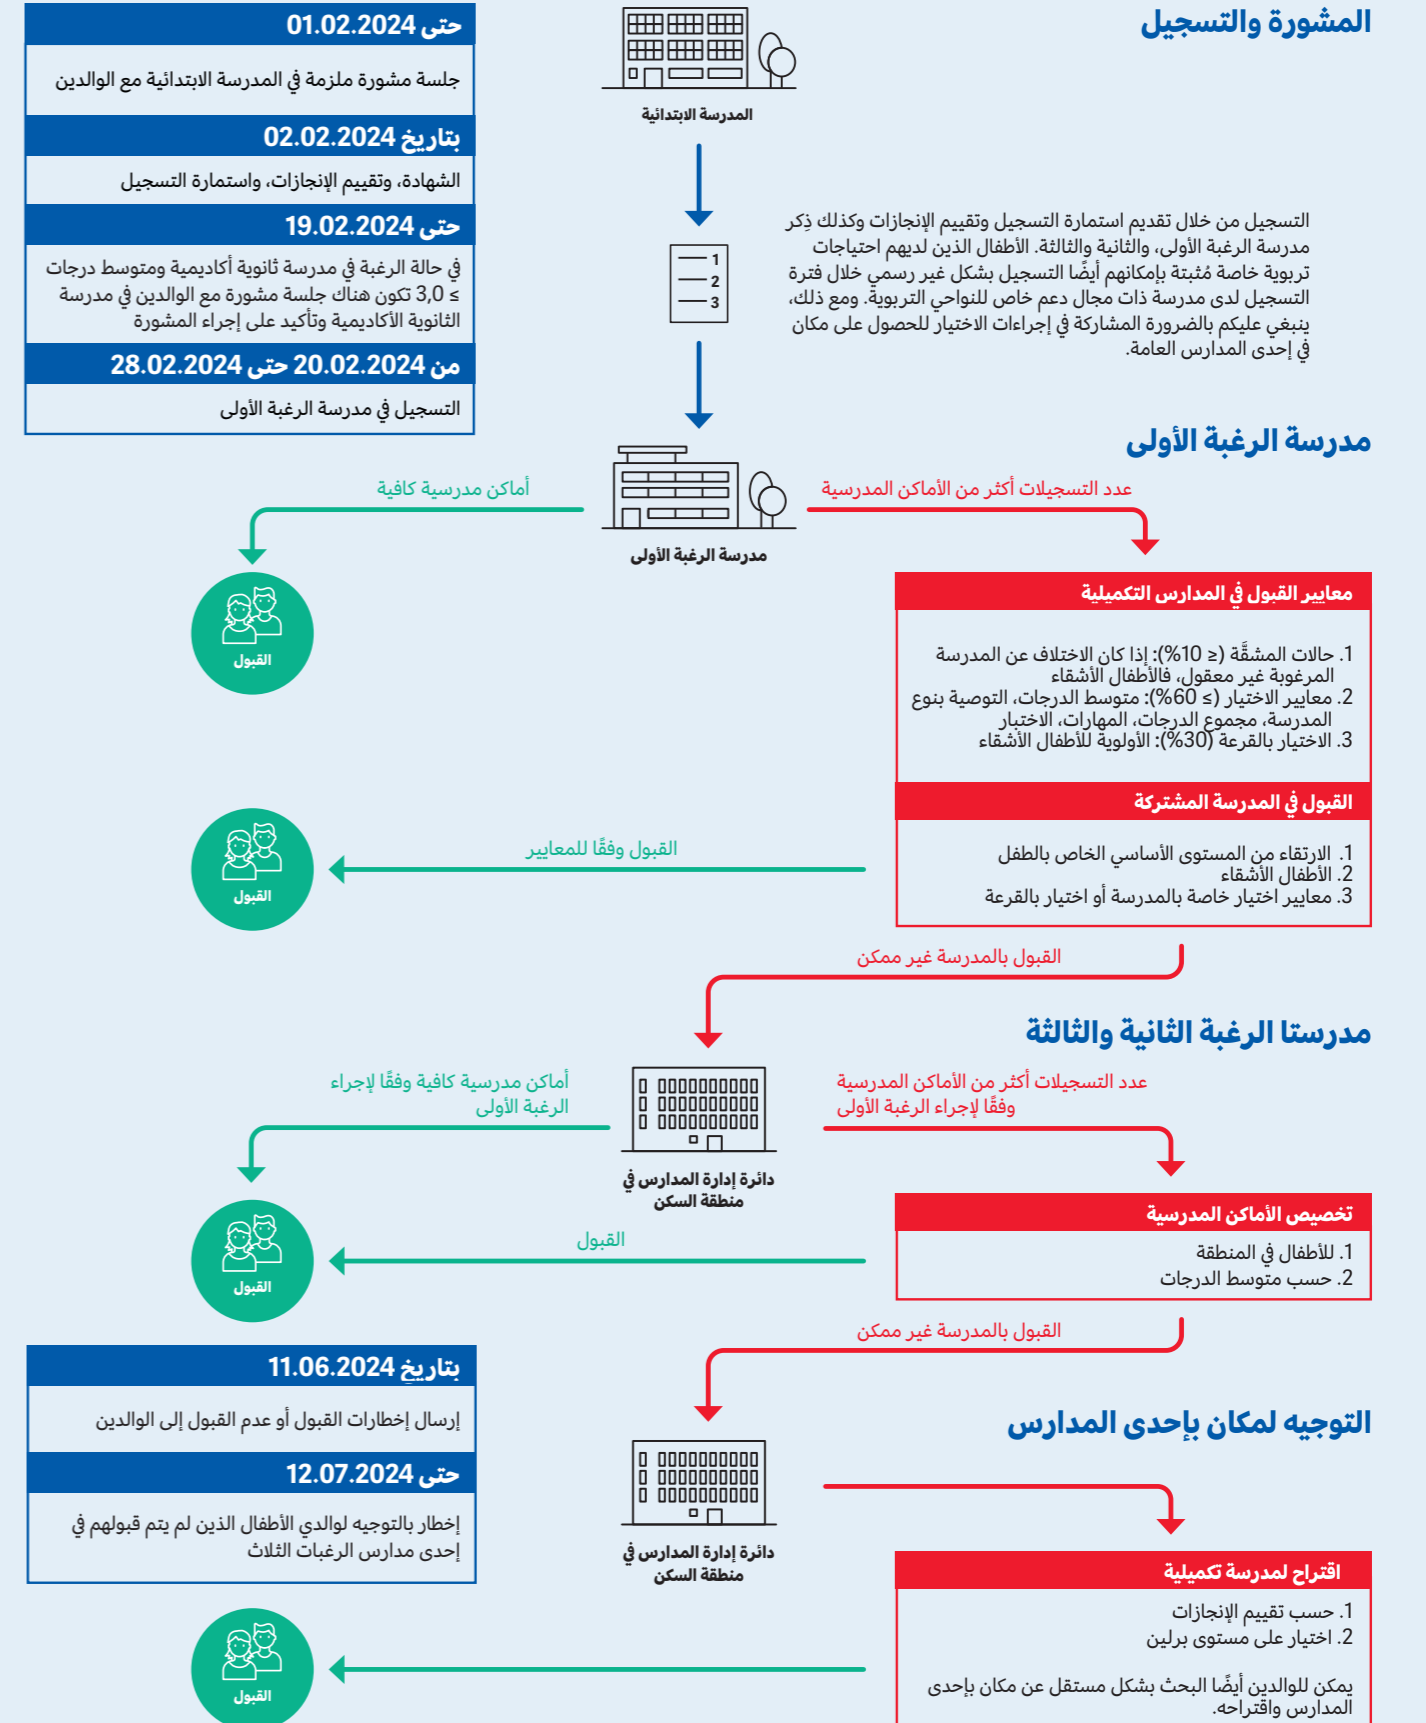 المشورة والتسجيل
المدرسة الابتدائية
حتى 01.02.2024
جلسة مشورة ملزمة في المدرسة الابتدائية مع الوالدين
بتاريخ 02.02.2024
الشهادة، وتقييم الإنجازات، واستمارة التسجيل
حتى 19.02.2024
في حالة الرغبة في مدرسة ثانوية أكاديمية ومتوسط درجات
≥ 3,0 تكون هناك جلسة مشورة مع الوالدين في مدرسة
الثانوية الأكاديمية وتأكيد على إجراء المشورة
من 20.02.2024 حتى 28.02.2024
التسجيل في مدرسة الرغبة الأولى
التسجيل من خلال تقديم استمارة التسجيل وتقييم الإنجازات وكذلك ذِكر
مدرسة الرغبة الأولى، والثانية والثالثة. الأطفال الذين لديهم احتياجات
تربوية خاصة مُثبتة بإمكانهم أيضًا التسجيل بشكل غير رسمي خلال فترة
التسجيل لدى مدرسة ذات مجال دعم خاص للنواحي التربوية. ومع ذلك،
ينبغي عليكم بالضرورة المشاركة في إجراءات الاختيار للحصول على مكان
في إحدى المدارس العامة.
1
2
3
مدرسة الرغبة الأولى
عدد التسجيلات أكثر من الأماكن المدرسية
أماكن مدرسية كافية
مدرسة الرغبة الأولى
القبول
معايير القبول في المدارس التكميلية
1. حالات المشقَّة (≤ 10%): إذا كان الاختلاف عن المدرسة
المرغوبة غير معقول، فالأطفال الأشقاء
2. معايير الاختيار (≥ 60%): متوسط الدرجات، التوصية بنوع
المدرسة، مجموع الدرجات، المهارات، الاختبار
3. الاختيار بالقرعة (30%): الأولوية للأطفال الأشقاء
القبول في المدرسة المشتركة
1. الارتقاء من المستوى الأساسي الخاص بالطفل
2. الأطفال الأشقاء
3. معايير اختيار خاصة بالمدرسة أو اختيار بالقرعة
القبول وفقًا للمعايير
القبول
القبول بالمدرسة غير ممكن
مدرستا الرغبة الثانية والثالثة
عدد التسجيلات أكثر من الأماكن المدرسية
وفقًا لإجراء الرغبة الأولى
أماكن مدرسية كافية وفقًا لإجراء
الرغبة الأولى
دائرة إدارة المدارس في
منطقة السكن
تخصيص الأماكن المدرسية
1. للأطفال في المنطقة
2. حسب متوسط الدرجات
القبول
القبول
القبول بالمدرسة غير ممكن
بتاريخ 11.06.2024
إرسال إخطارات القبول أو عدم القبول إلى الوالدين
حتى 12.07.2024
إخطار بالتوجيه لوالدي الأطفال الذين لم يتم قبولهم في
إحدى مدارس الرغبات الثلاث
التوجيه لمكان بإحدى المدارس
دائرة إدارة المدارس في
منطقة السكن
اقتراح لمدرسة تكميلية
1. حسب تقييم الإنجازات
2. اختيار على مستوى برلين
يمكن للوالدين أيضًا البحث بشكل مستقل عن مكان بإحدى
المدارس واقتراحه.
القبول